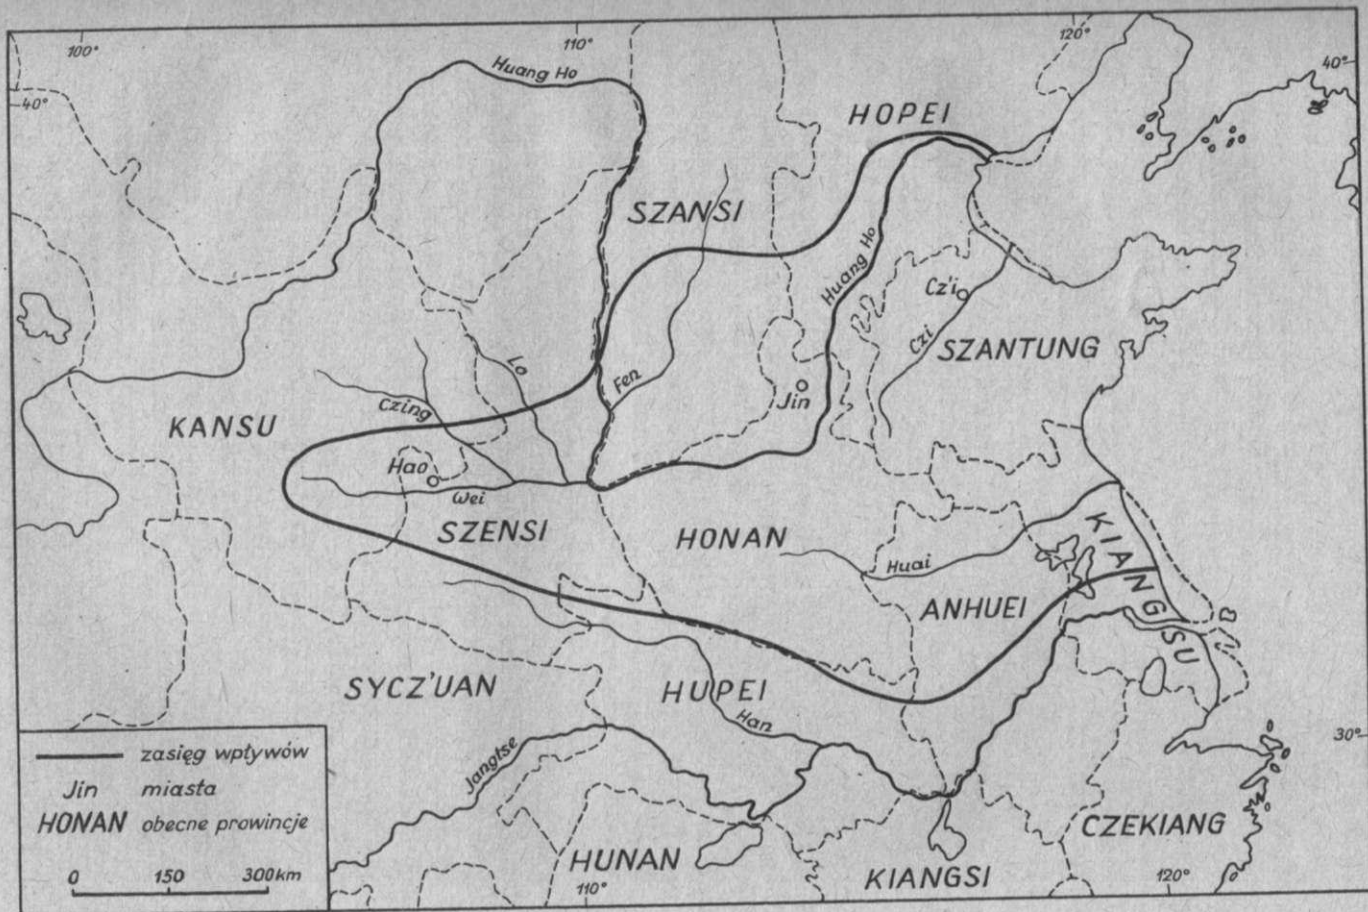 100°
110°
120°
40°
40°
Huang Ho
HOPEI
SZANSI
Huang Ho
Cz'i
Czi
SZANTUNG
Lo
Fen
Jin
Czing
KANSU
Hao
Wei
SZENSI
HONAN
Huai
KIANGSU
ANHUEI
SYCZ'UAN
HUPEI
Han
Jangtse
30°
CZEKIANG
HUNAN
KIANGSI
110°
120°
zasięg wpływów
Jin miasta
HONAN obecne prowincje
0 150 300km